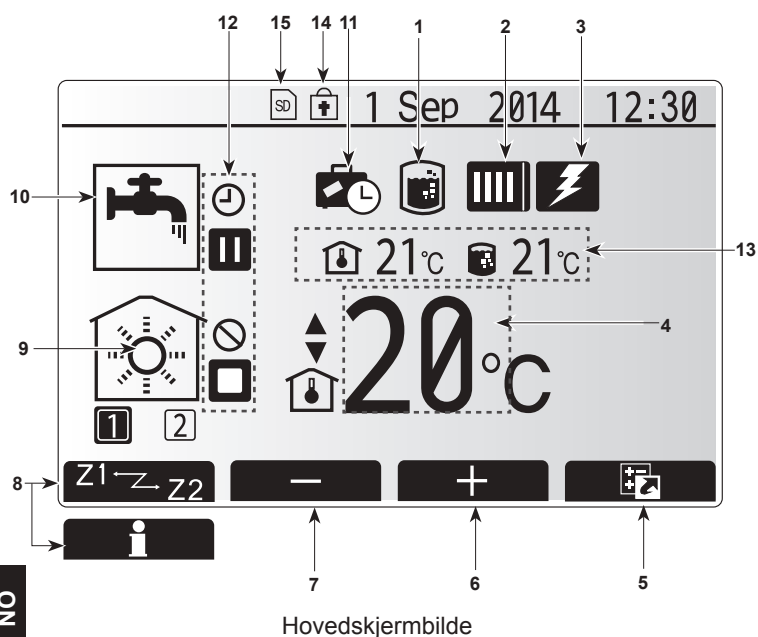 12 15 14 11 1 2 3
SD 1 Sep 2014 12:30
10
21°C 21°C
13
20°C
4
9
1 2
8 Z1 Z2 − +
i
7 6 5
NO
Hovedskjermbilde